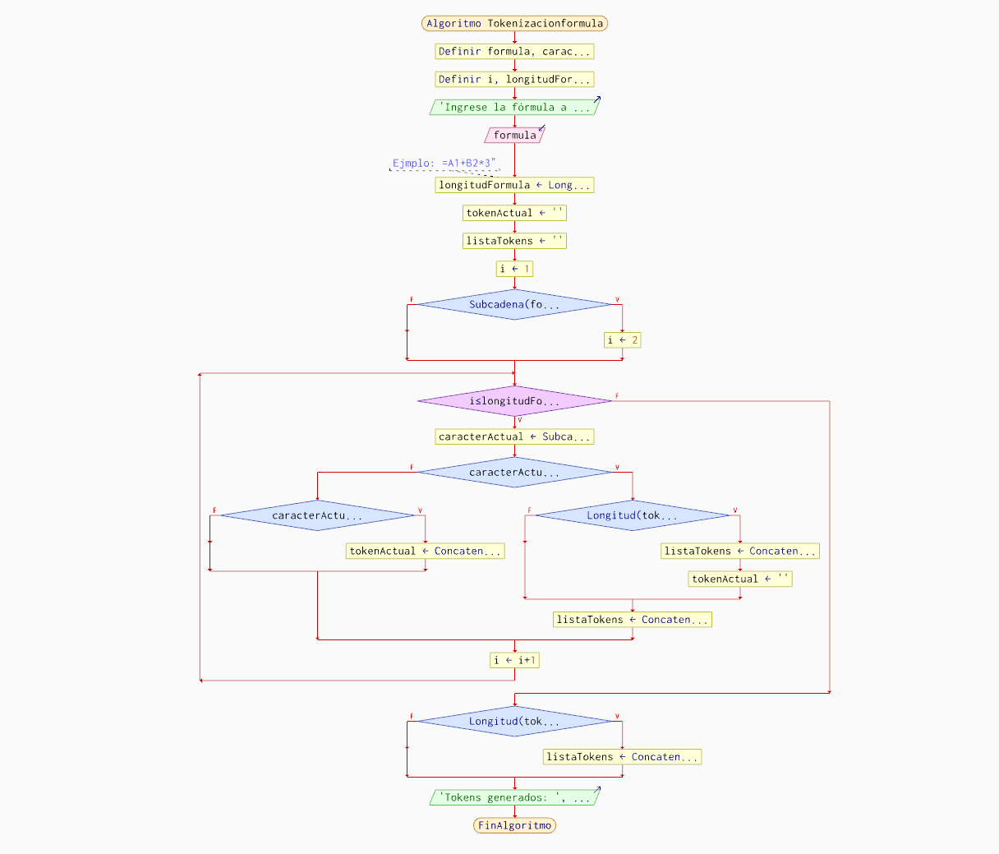 Algoritmo Tokenizacionformula
Definir formula, carac...
Definir i, longitudFor...
'Ingrese la fórmula a ...
formula
Ejmplo: =A1+B2*3"
longitudFormula ← Long...
tokenActual ← ''
listaTokens ← ''
i ← 1
F V
Subcadena(fo...
i ← 2
F
i≤longitudFo...
V
caracterActual ← Subca...
F V
caracterActu...
F V F V
caracterActu... Longitud(tok...
tokenActual ← Concaten... listaTokens ← Concaten...
tokenActual ← ''
listaTokens ← Concaten...
i ← i+1
F V
Longitud(tok...
listaTokens ← Concaten...
'Tokens generados: ', ...
FinAlgoritmo